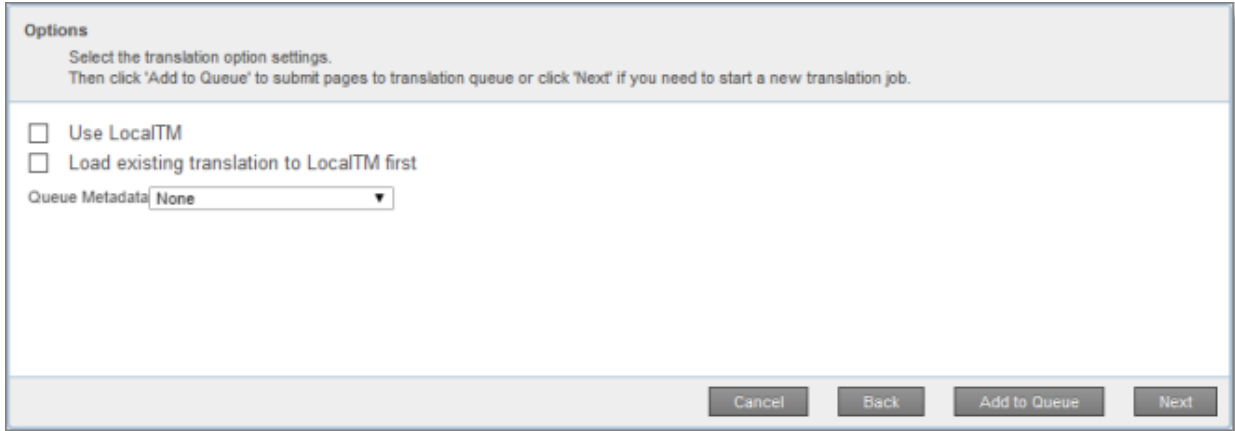 Options
Select the translation option settings.
Then click 'Add to Queue' to submit pages to translation queue or click 'Next' if you need to start a new translation job.
Use LocalTM
Load existing translation to LocalTM first
Queue Metadata None
Cancel Back Add to Queue Next